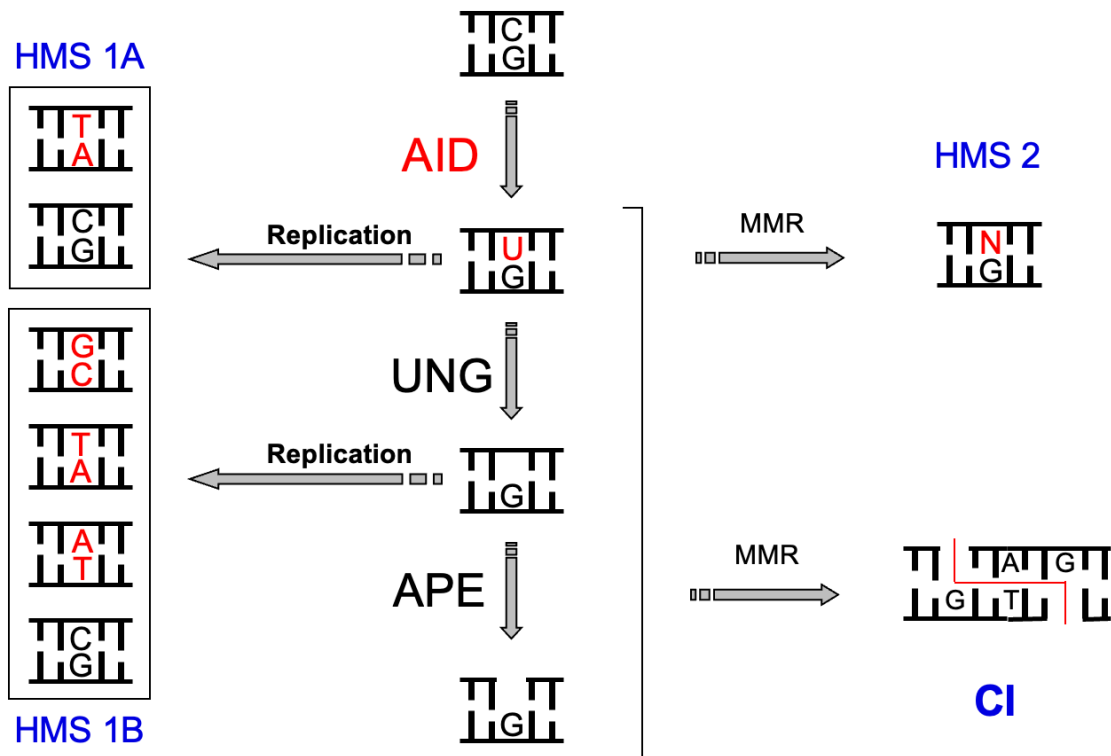 C
G
HMS 1A
T
A
AID
HMS 2
C
G
Replication
U
G
MMR
N
G
G
C
UNG
T
A
Replication
G
A
T
APE
MMR
A G
G T
C
G
G
CI
HMS 1B